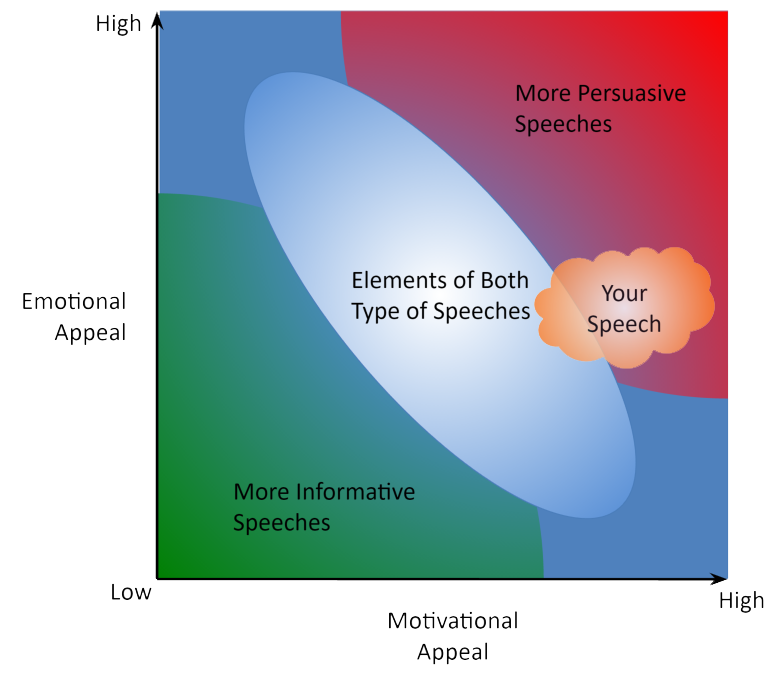 High
More Persuasive
Speeches
Elements of Both
Type of Speeches
Your
Speech
Emotional
Appeal
More Informative
Speeches
Low
High
Motivational
Appeal